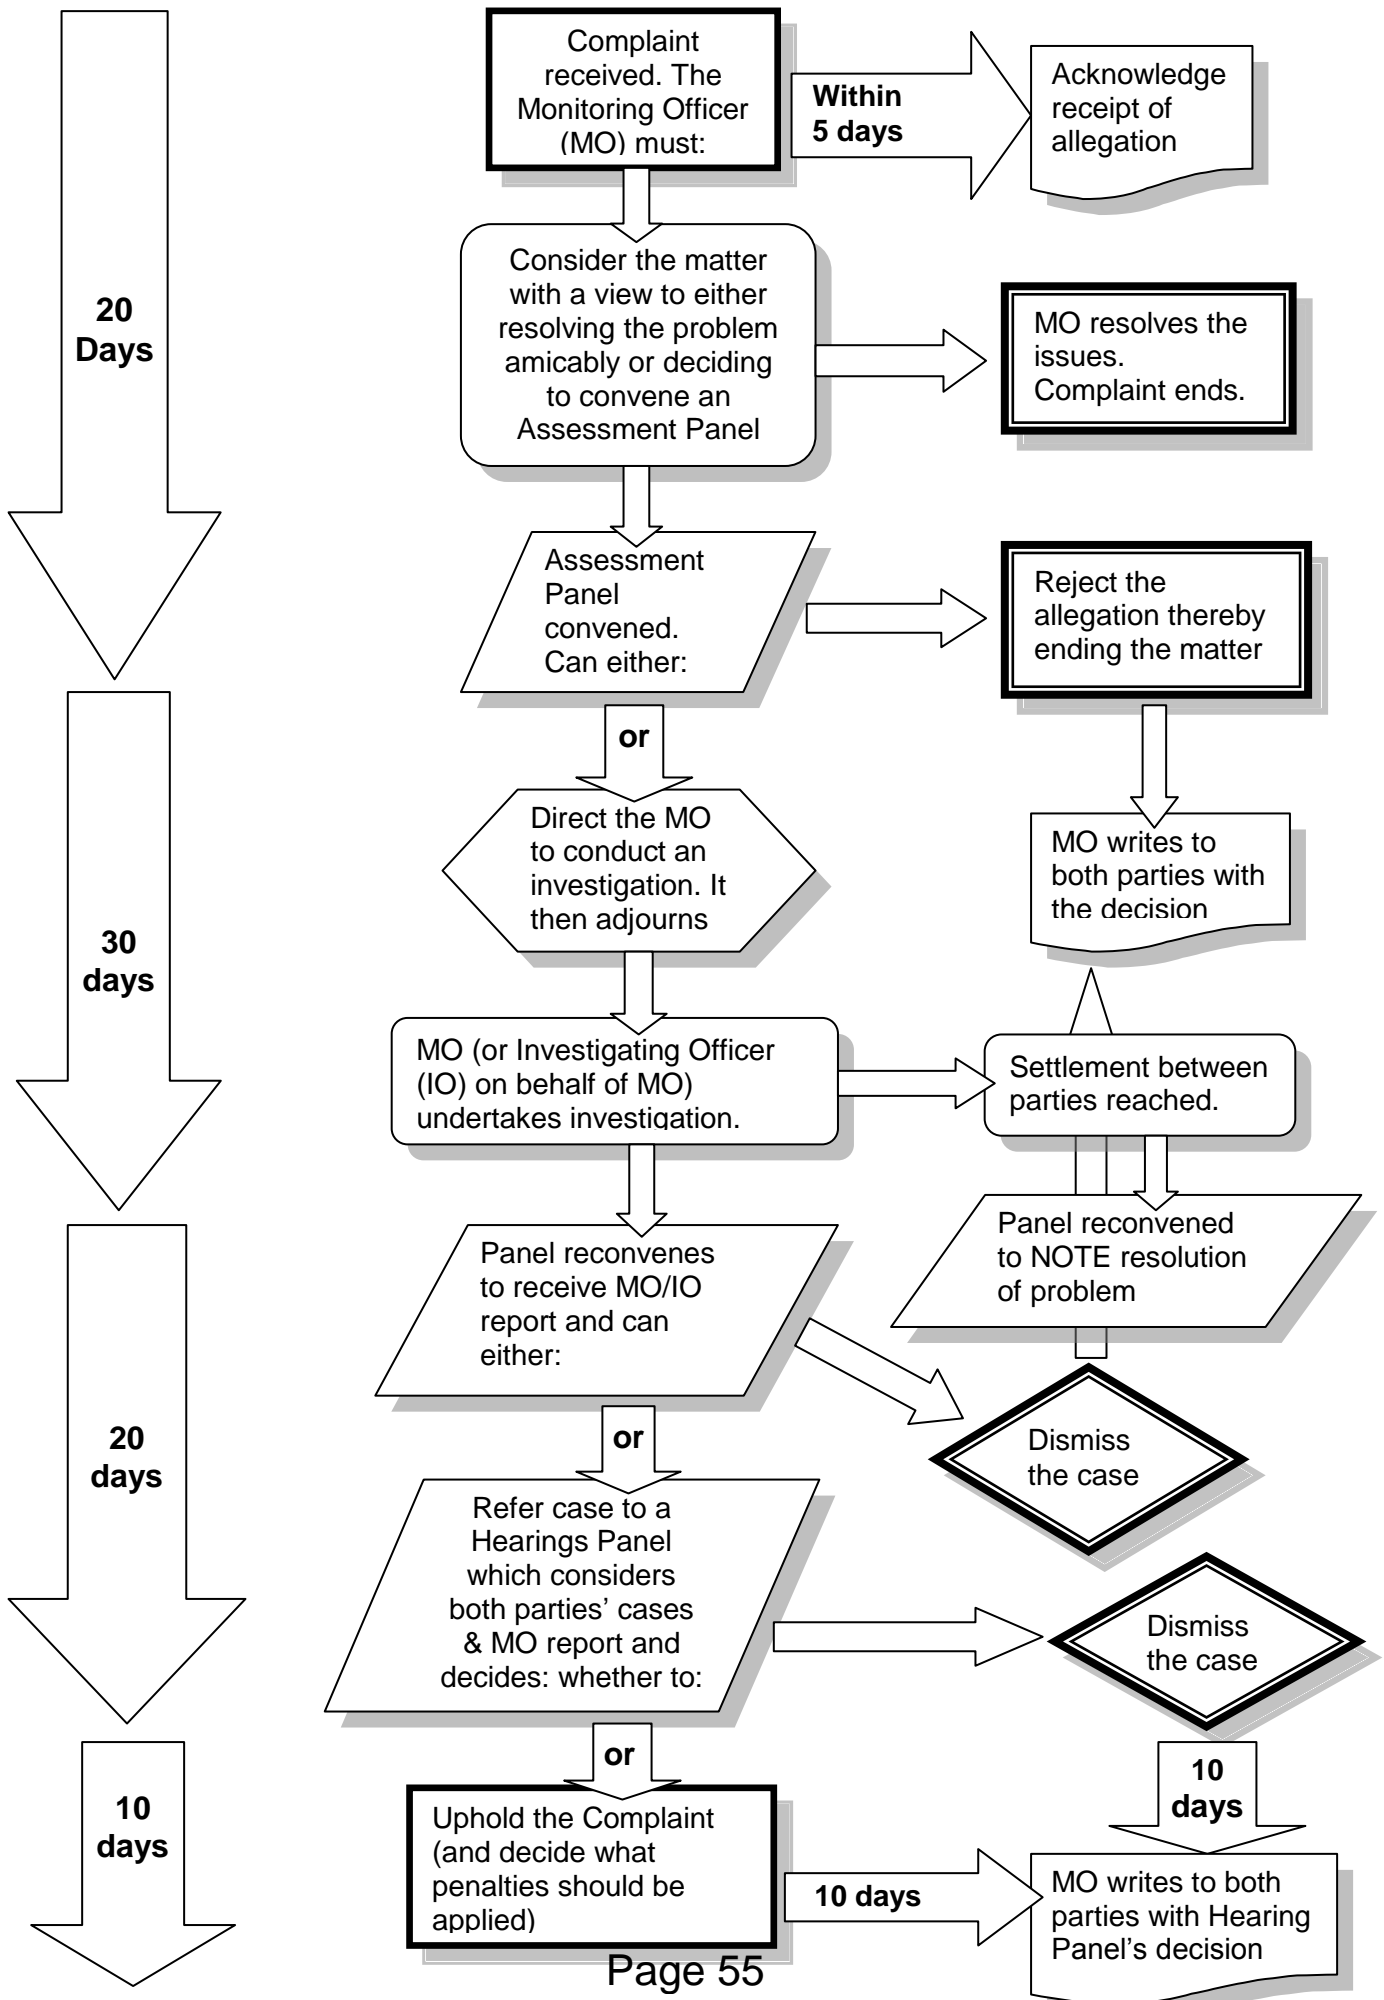 Complaint
received. The
Monitoring Officer
(MO) must:
Within
5 days
Acknowledge
receipt of
allegation
20
Days
Consider the matter
with a view to either
resolving the problem
amicably or deciding
to convene an
Assessment Panel
MO resolves the
issues.
Complaint ends.
Assessment
Panel
convened.
Can either:
Reject the
allegation thereby
ending the matter
or
Direct the MO
to conduct an
investigation. It
then adjourns
MO writes to
both parties with
the decision
30
days
MO (or Investigating Officer
(IO) on behalf of MO)
undertakes investigation.
Settlement between
parties reached.
Panel reconvenes
to receive MO/IO
report and can
either:
Panel reconvened
to NOTE resolution
of problem
20
days
or
Dismiss
the case
Refer case to a
Hearings Panel
which considers
both parties’ cases
& MO report and
decides: whether to:
Dismiss
the case
or
10
days
10
days
Uphold the Complaint
(and decide what
penalties should be
applied)
10 days
MO writes to both
parties with Hearing
Panel’s decision
Page 55